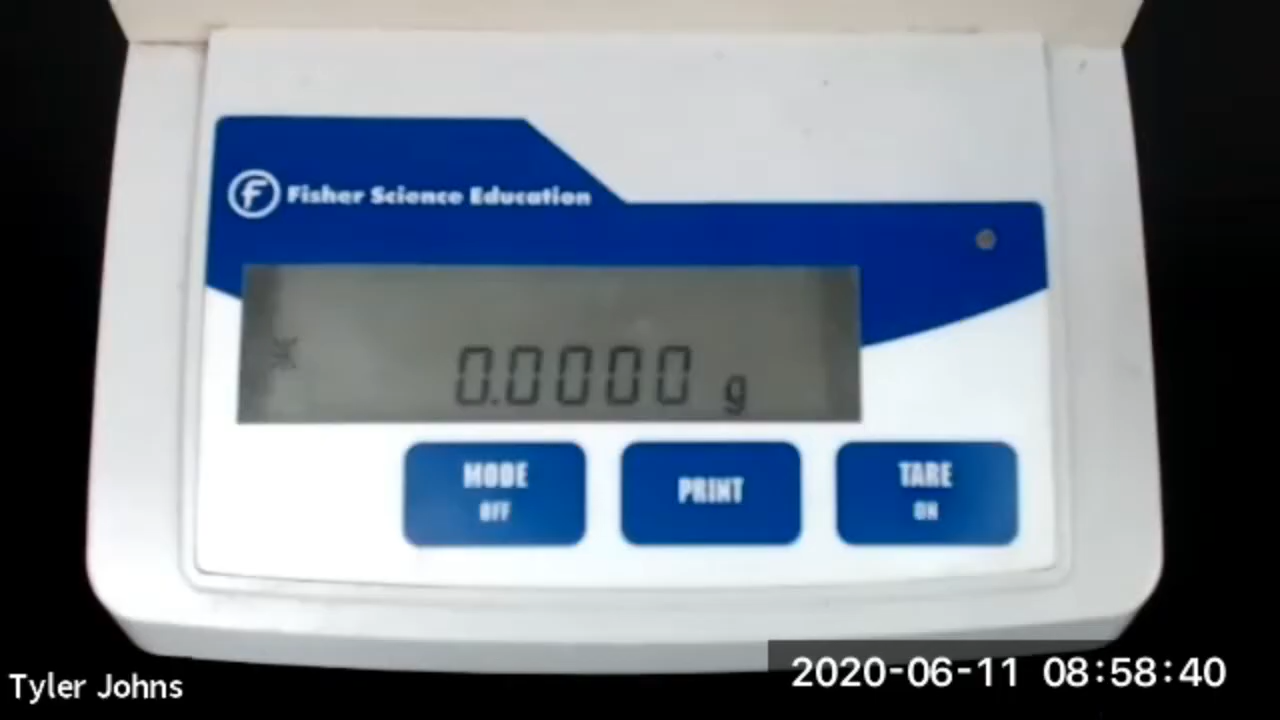 Fisher Science Education
0.0000 g
MODE
OFF
PRINT
TARE
ON
Tyler Johns
2020-06-11 08:58:40